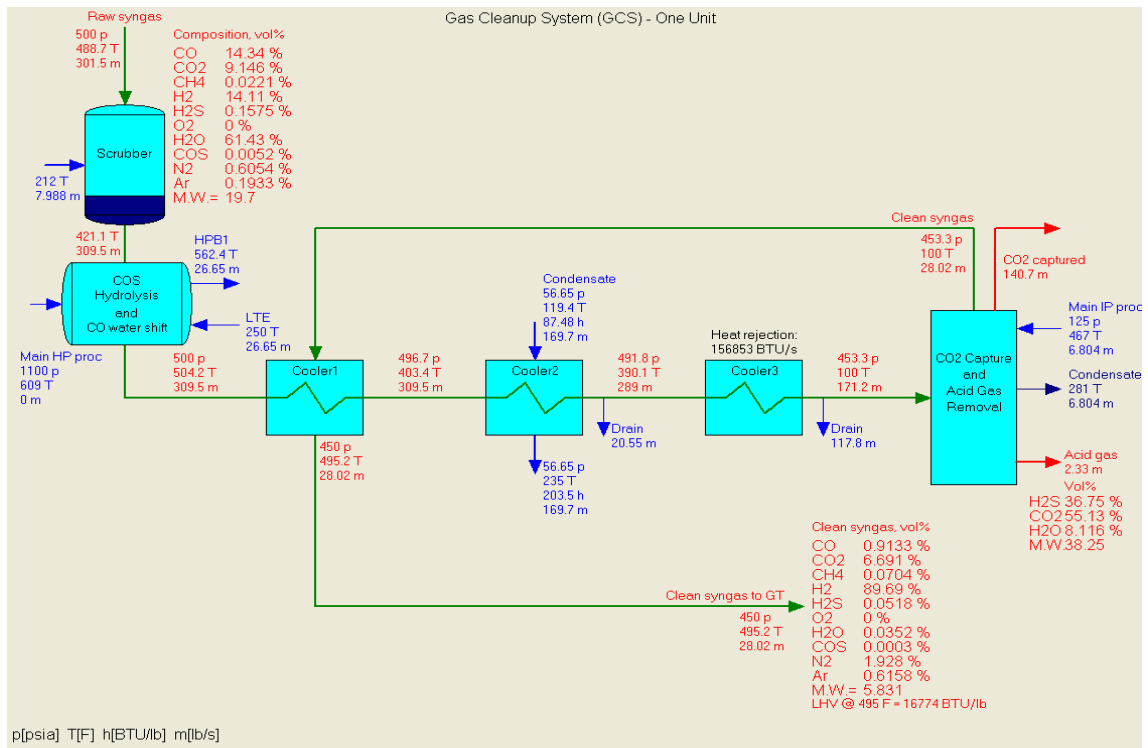 Gas Cleanup System (GCS) - One Unit
Raw syngas
500 p
488.7 T
301.5 m
Composition, vol%
CO 14.34 %
CO2 9.146 %
CH4 0.0221 %
H2 14.11 %
H2S 0.1575 %
O2 0 %
H2O 61.43 %
COS 0.0052 %
N2 0.6054 %
Ar 0.1933 %
M.W.= 19.7
Scrubber
212 T
7.988 m
421.1 T
309.5 m
HPB1
562.4 T
26.65 m
COS
Hydrolysis
and
CO water shift
LTE
250 T
26.65 m
Main HP proc
1100 p
609 T
0 m
500 p
504.2 T
309.5 m
Cooler1
450 p
495.2 T
28.02 m
496.7 p
403.4 T
309.5 m
Condensate
56.65 p
119.4 T
87.48 h
169.7 m
Cooler2
56.65 p
235 T
203.5 h
169.7 m
491.8 p
390.1 T
289 m
Drain
20.55 m
Heat rejection:
156853 BTU/s
Cooler3
453.3 p
100 T
171.2 m
Drain
117.8 m
Clean syngas
453.3 p
100 T
28.02 m
CO2 captured
140.7 m
CO2 Capture
and
Acid Gas
Removal
Main IP proc
125 p
467 T
6.804 m
Condensate
281 T
6.804 m
Acid gas
2.33 m
Vol%
H2S 36.75 %
CO2 55.13 %
H2O 8.116 %
M.W. 38.25
Clean syngas to GT
450 p
495.2 T
28.02 m
Clean syngas, vol%
CO 0.9133 %
CO2 6.691 %
CH4 0.0704 %
H2 89.69 %
H2S 0.0518 %
O2 0 %
H2O 0.0352 %
COS 0.0003 %
N2 1.928 %
Ar 0.6158 %
M.W.= 5.831
LHV @ 495 F = 16774 BTU/lb
p[psia] T[F] h[BTU/lb] m[lb/s]